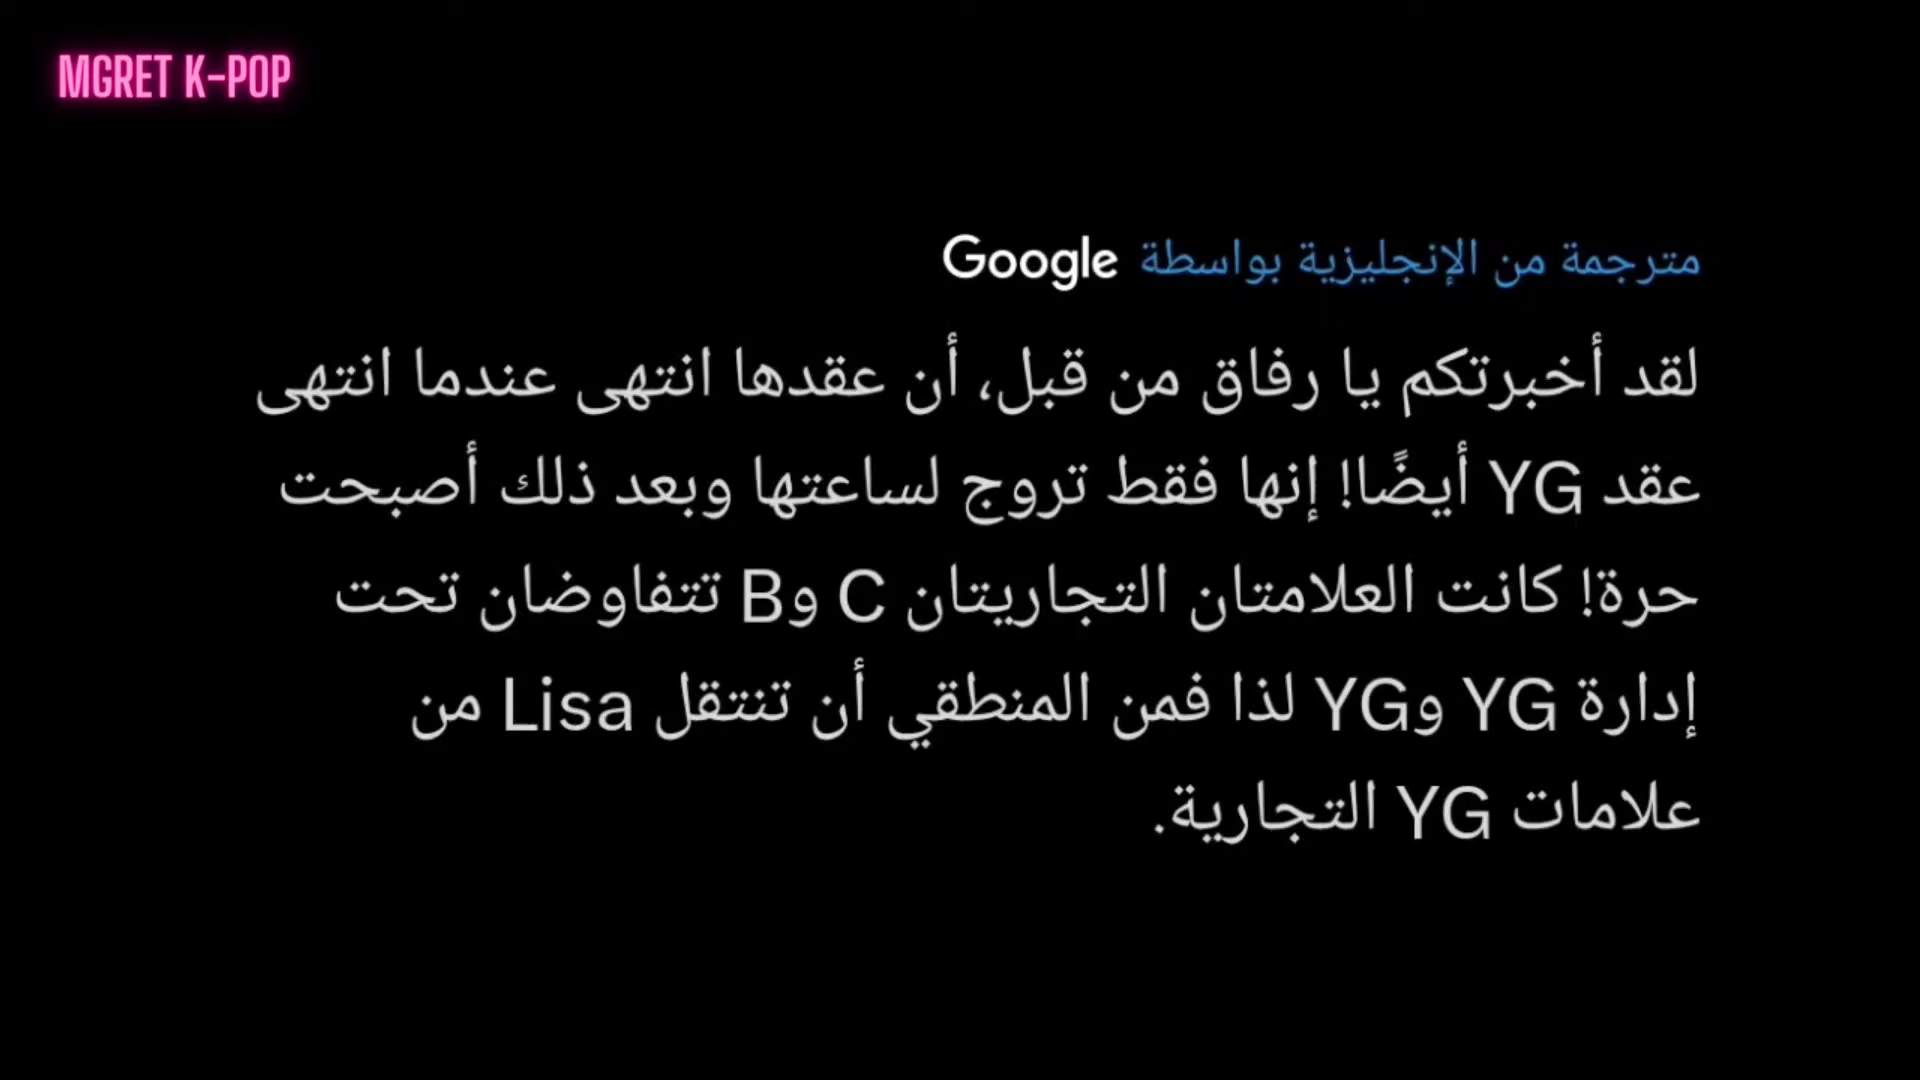 MGRET K-POP
مترجمة من الإنجليزية بواسطة Google
لقد أخبرتكم يا رفاق من قبل، أن عقدها انتهى عندما انتهى
عقد YG أيضًا! إنها فقط تروج لساعتها وبعد ذلك أصبحت
حرة! كانت العلامتان التجاريتان C وB تتفاوضان تحت
إدارة YG وYG لذا فمن المنطقي أن تنتقل Lisa من
علامات YG التجارية.